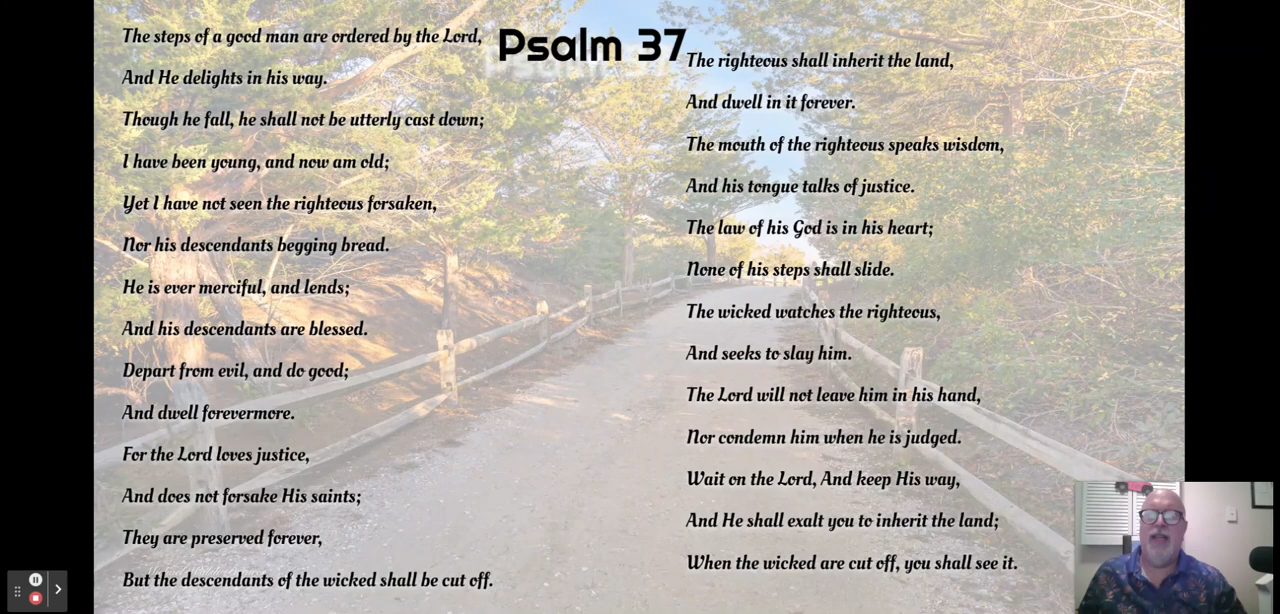 Psalm 37
The steps of a good man are ordered by the Lord,
And He delights in his way.
Though he fall, he shall not be utterly cast down;
I have been young, and now am old;
Yet I have not seen the righteous forsaken,
Nor his descendants begging bread.
He is ever merciful, and lends;
And his descendants are blessed.
Depart from evil, and do good;
And dwell forevermore.
For the Lord loves justice,
And does not forsake His saints;
They are preserved forever,
But the descendants of the wicked shall be cut off.
The righteous shall inherit the land,
And dwell in it forever.
The mouth of the righteous speaks wisdom,
And his tongue talks of justice.
The law of his God is in his heart;
None of his steps shall slide.
The wicked watches the righteous,
And seeks to slay him.
The Lord will not leave him in his hand,
Nor condemn him when he is judged.
Wait on the Lord, And keep His way,
And He shall exalt you to inherit the land;
When the wicked are cut off, you shall see it.